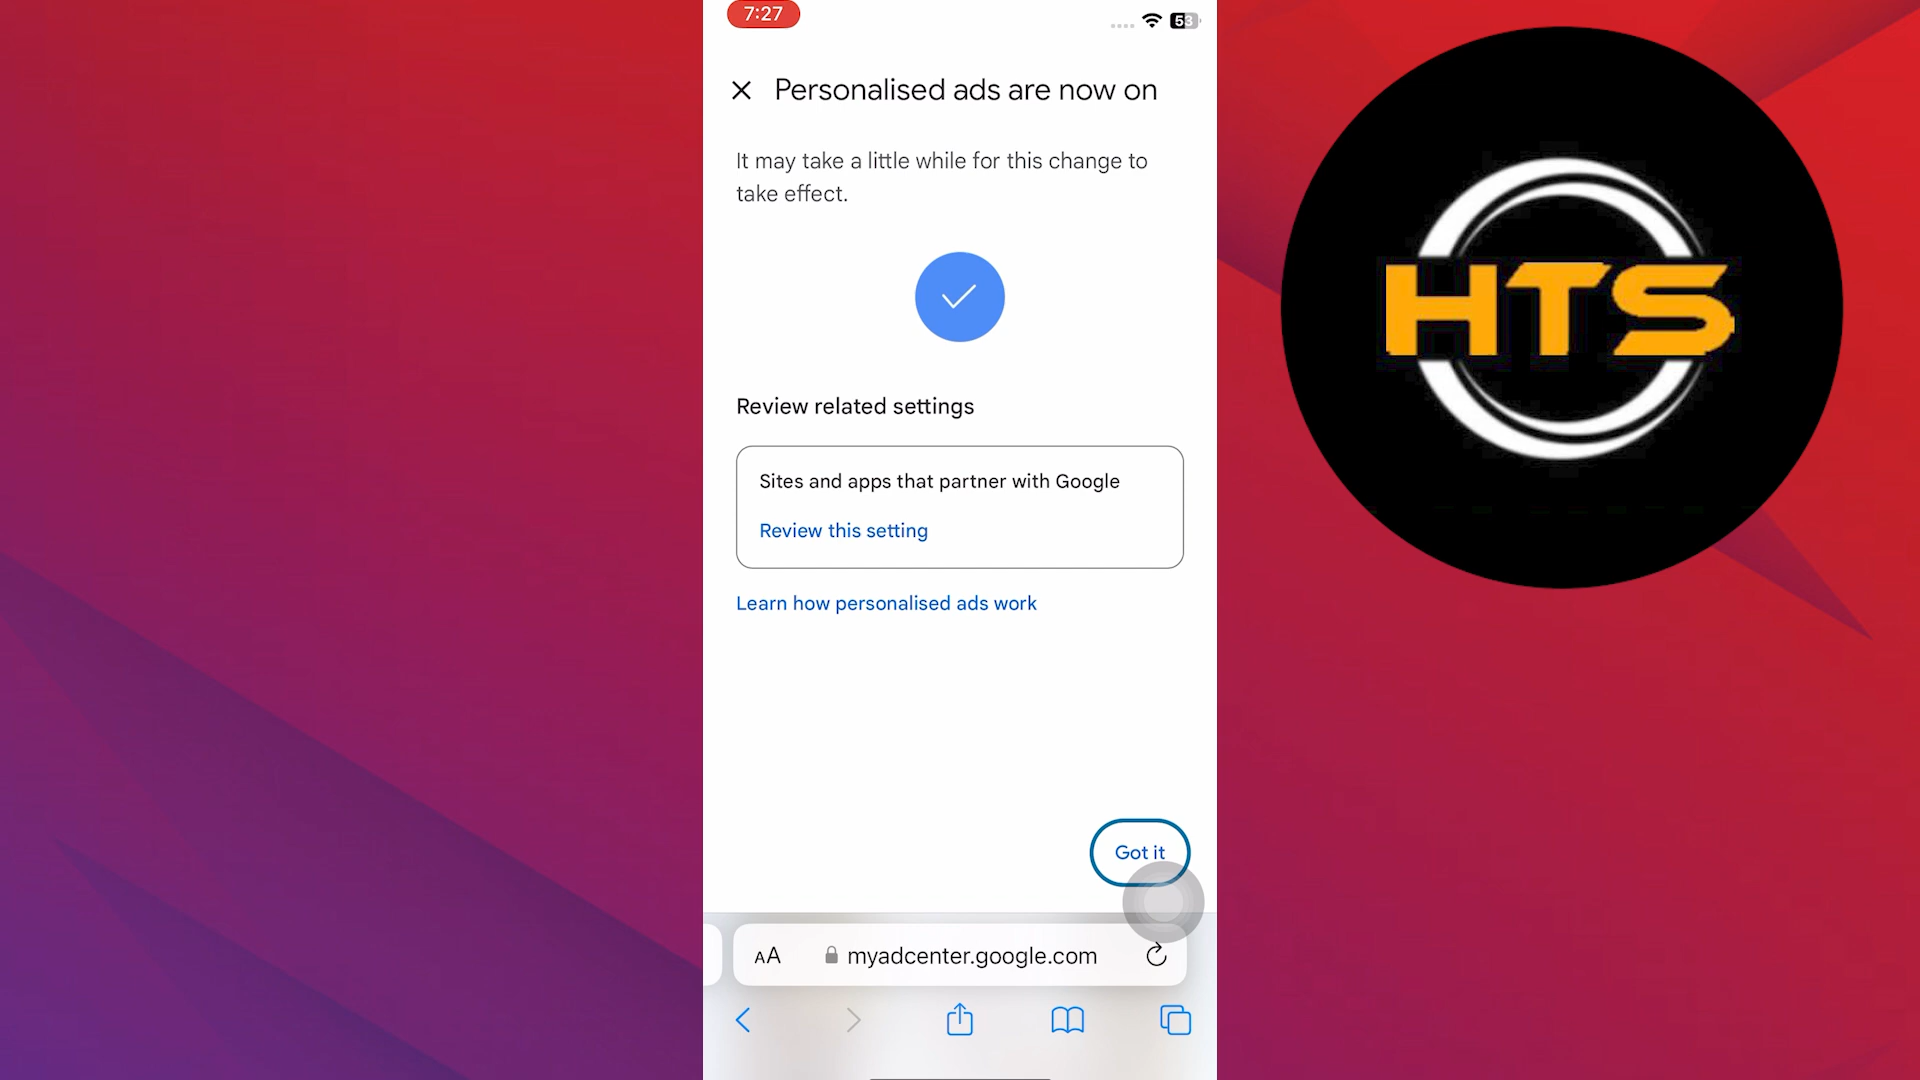 7:27
53
Personalised ads are now on
It may take a little while for this change to
take effect.
Review related settings
Sites and apps that partner with Google
Review this setting
Learn how personalised ads work
Got it
AA
myadcenter.google.com
HTS